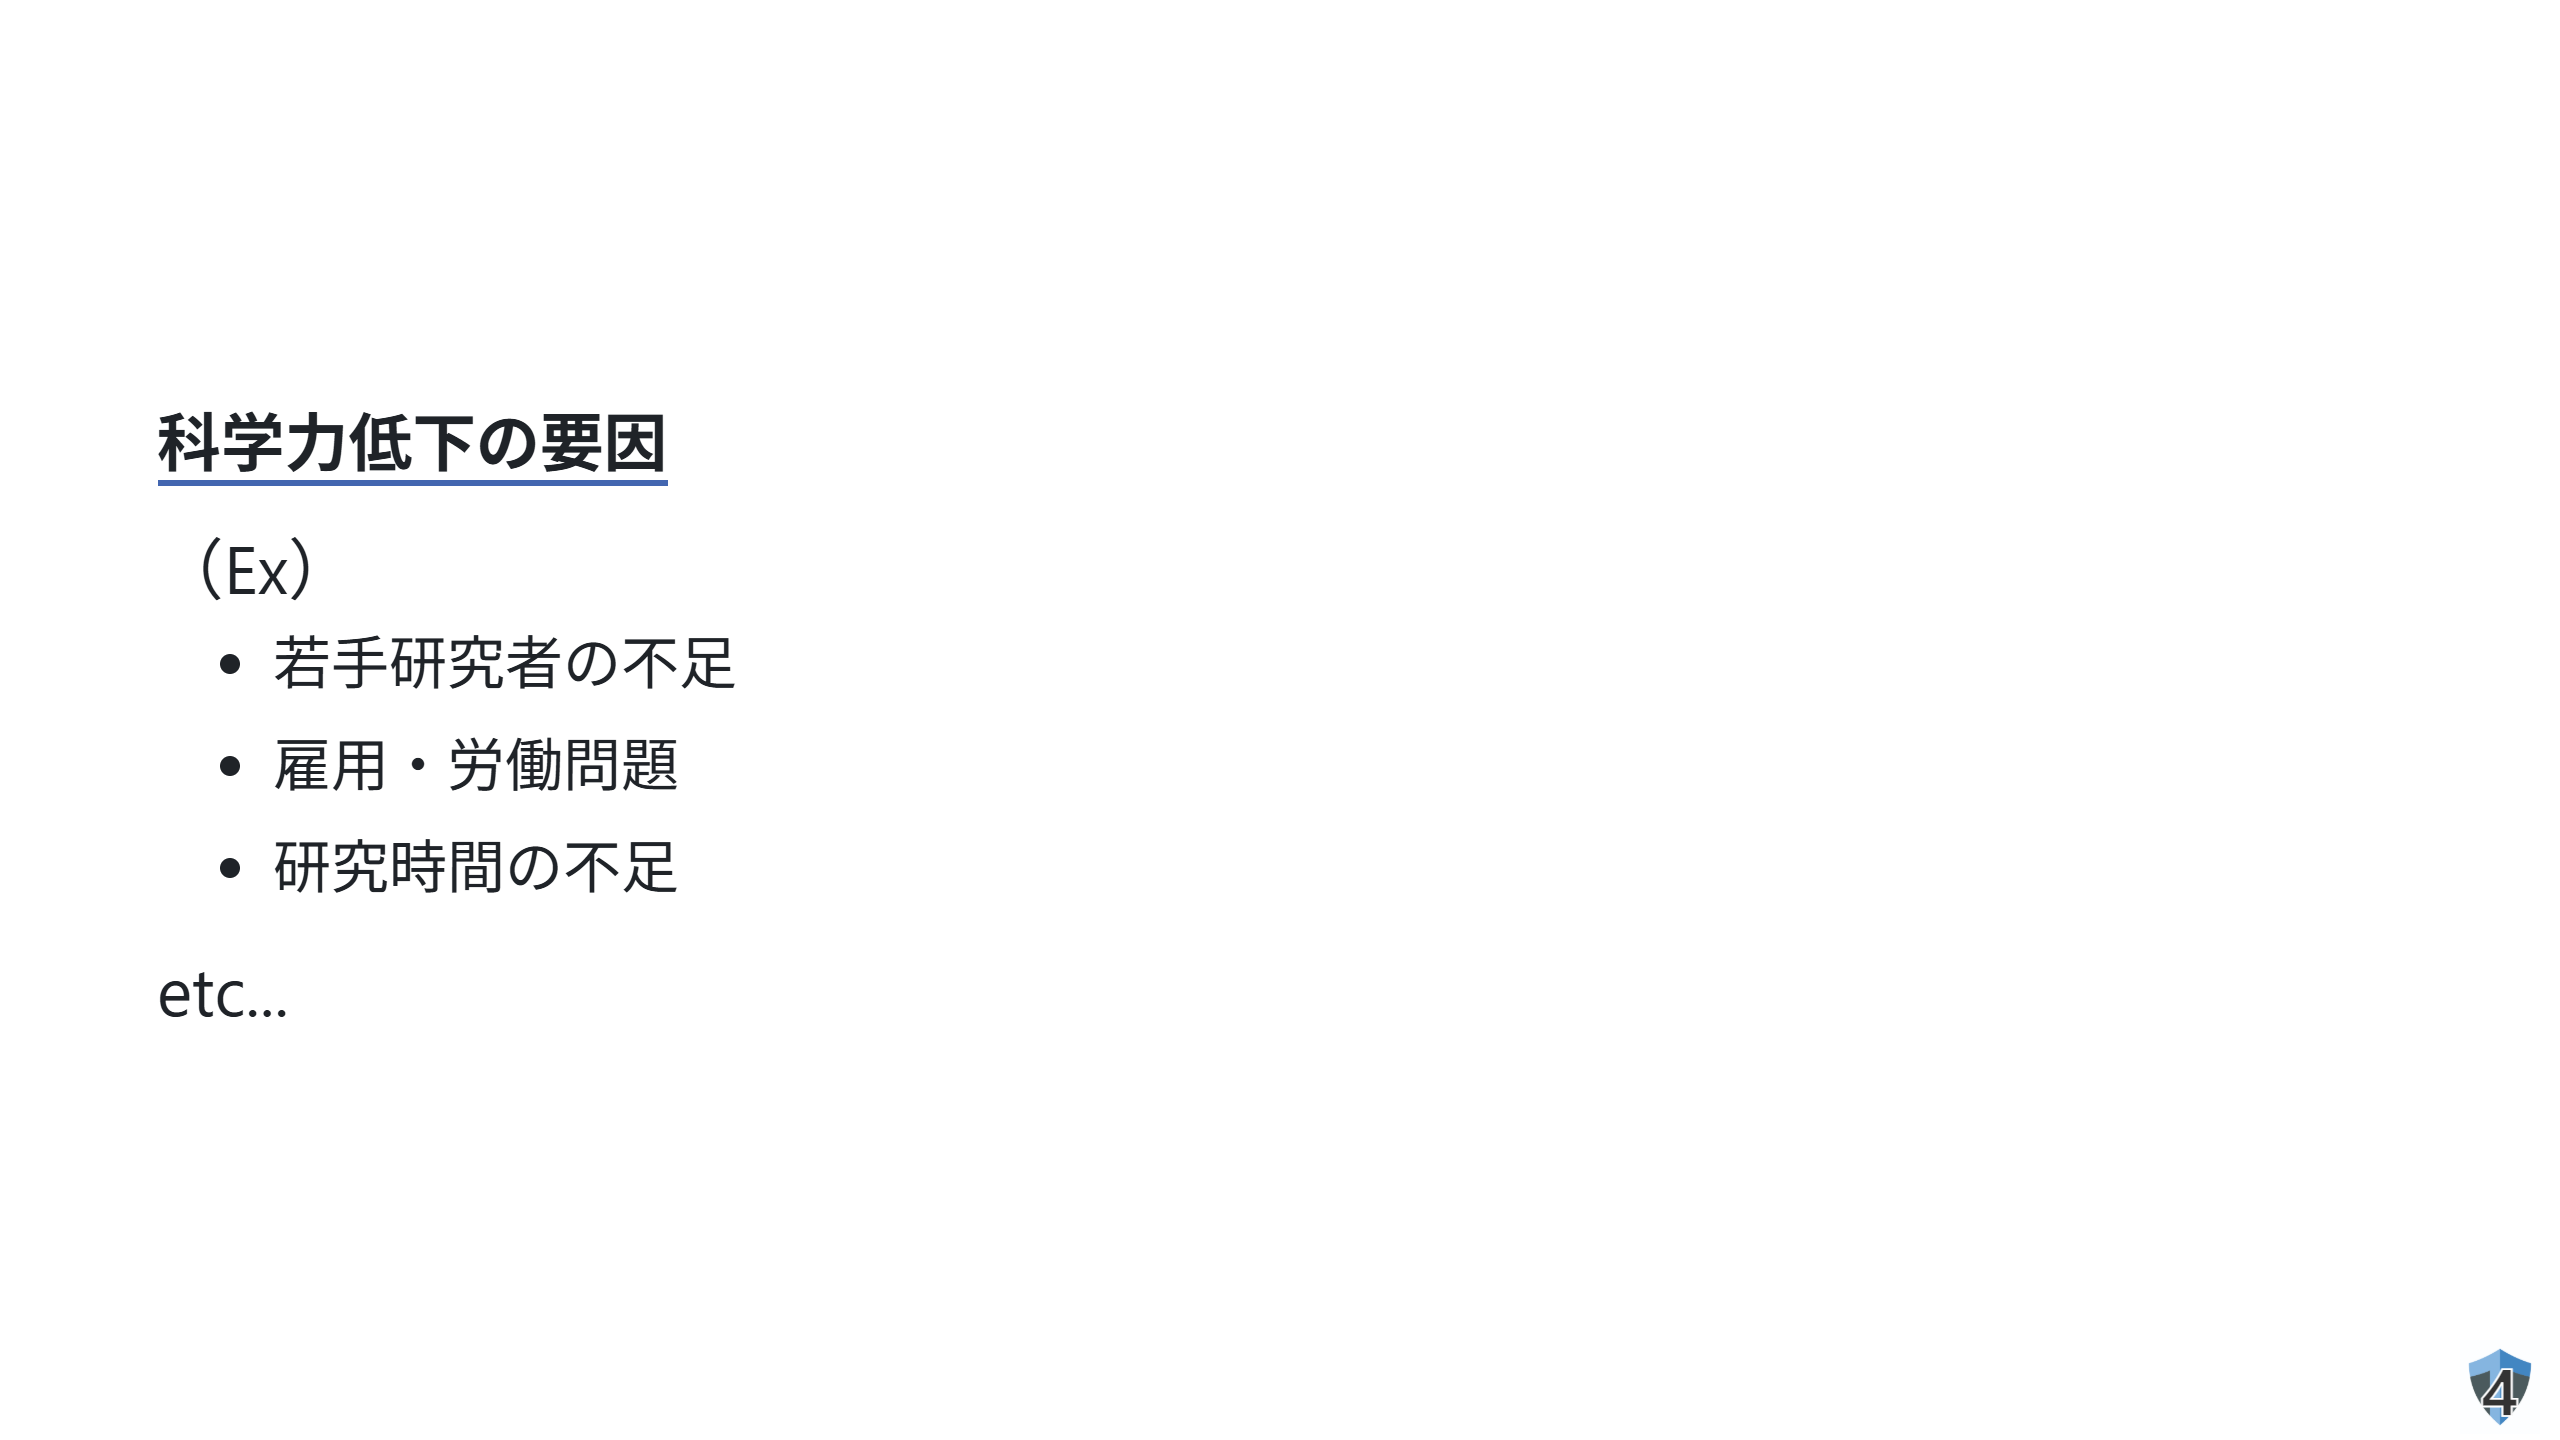 科学力低下の要因
（Ex）
• 若手研究者の不足
• 雇用・労働問題
• 研究時間の不足
etc...
4